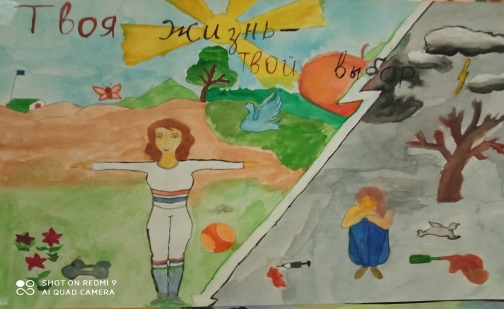 Твоя жизнь-
твой выбор
SHOT ON REDMI 9
AI QUAD CAMERA